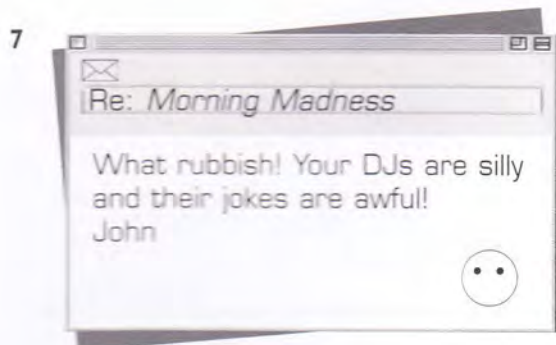 7
Re: Morning Madness
What rubbish! Your DJs are silly
and their jokes are awful!
John